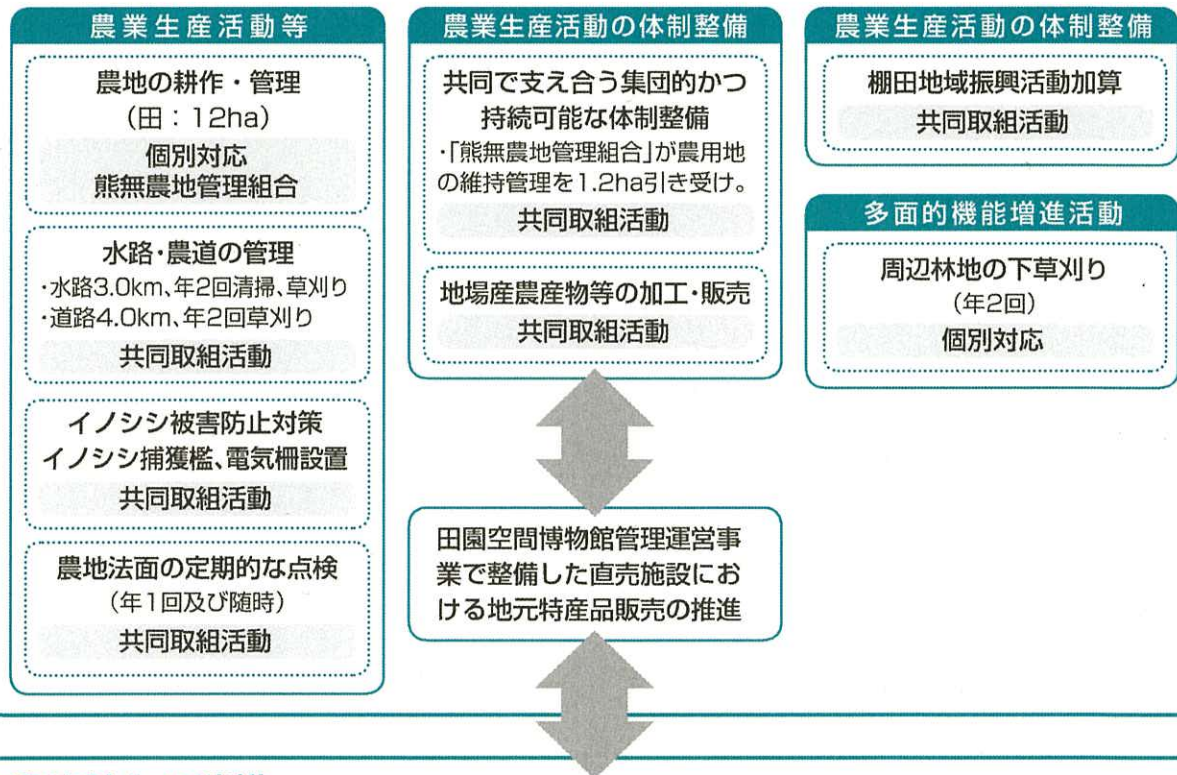 農業生産活動等
農地の耕作・管理
（田：12ha）
個別対応
熊無農地管理組合
水路・農道の管理
・水路3.0km、年2回清掃、草刈り
・道路4.0km、年2回草刈り
共同取組活動
イノシシ被害防止対策
イノシシ捕獲檻、電気柵設置
共同取組活動
農地法面の定期的な点検
（年1回及び随時）
共同取組活動
農業生産活動の体制整備
共同で支え合う集団的かつ
持続可能な体制整備
・「熊無農地管理組合」が農用地
の維持管理を1.2ha引き受け。
共同取組活動
地場産農産物等の加工・販売
共同取組活動
田園空間博物館管理運営事
業で整備した直売施設にお
ける地元特産品販売の推進
農業生産活動の体制整備
棚田地域振興活動加算
共同取組活動
多面的機能増進活動
周辺林地の下草刈り
（年2回）
個別対応